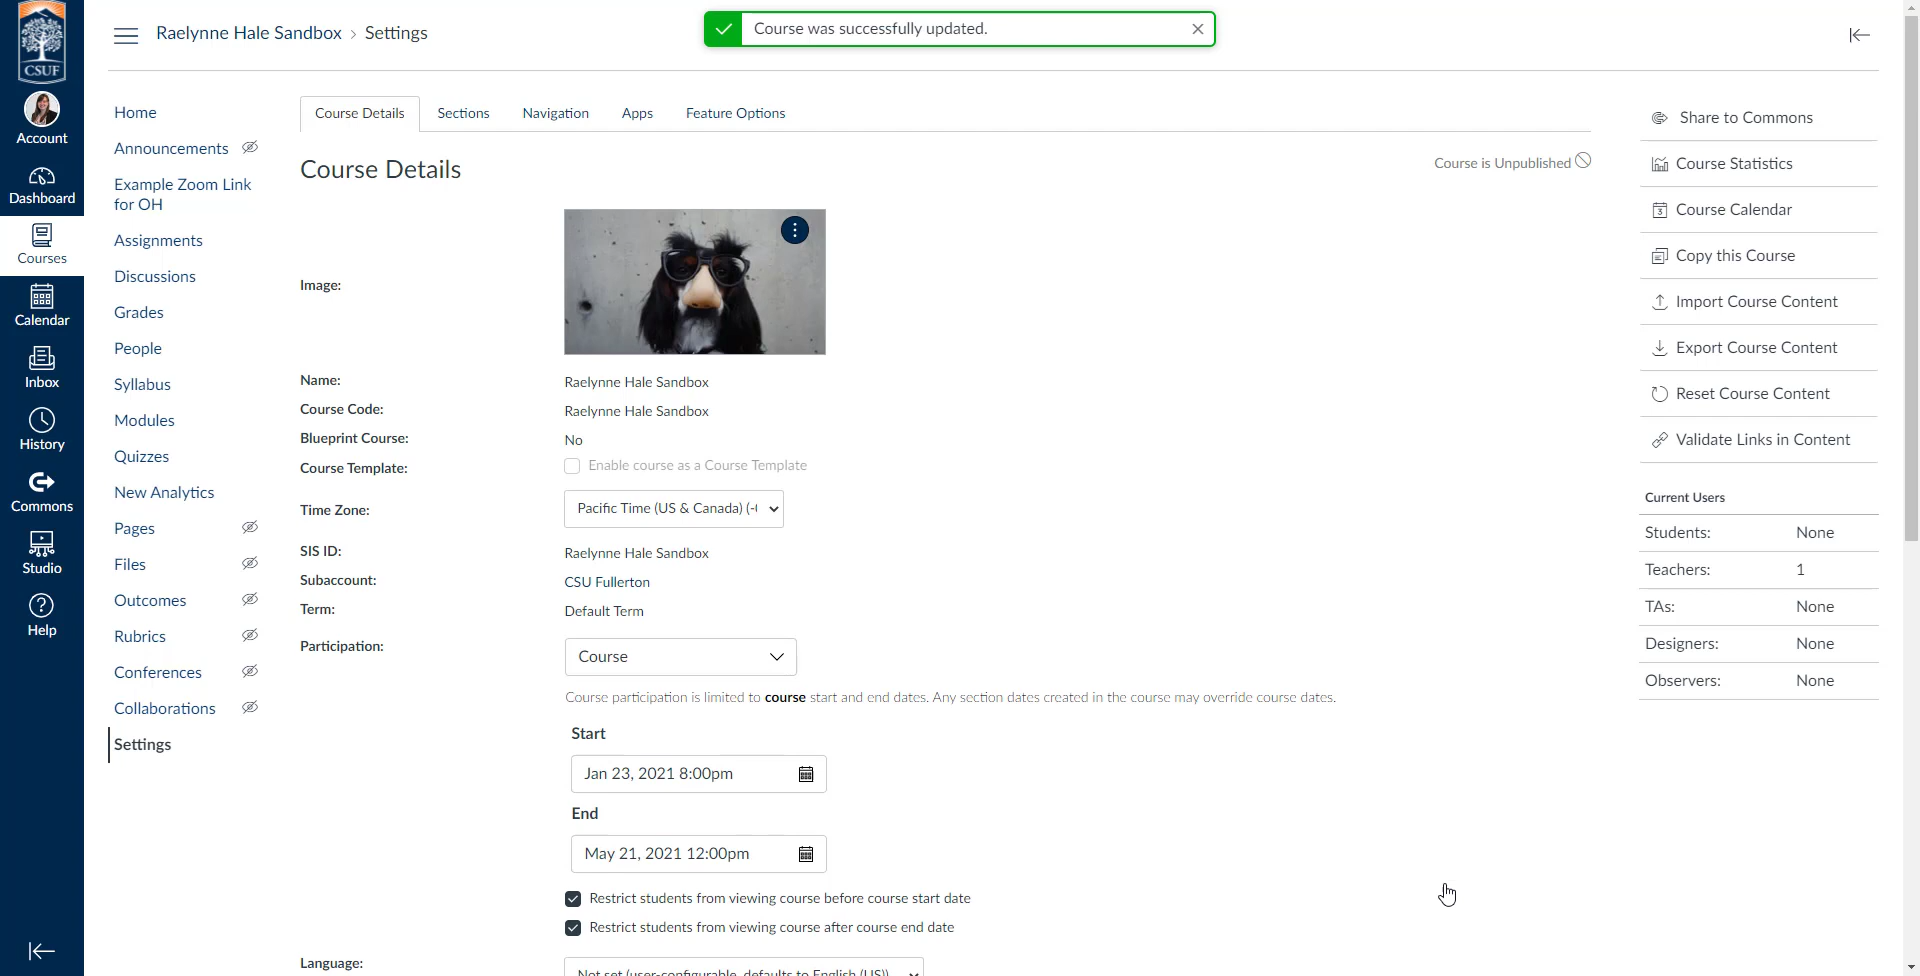 CSUF
Account
Dashboard
Courses
Calendar
Inbox
History
Commons
Studio
Help
Raelynne Hale Sandbox › Settings
Course was successfully updated.
Home
Announcements
Example Zoom Link
for OH
Assignments
Discussions
Grades
People
Syllabus
Modules
Quizzes
New Analytics
Pages
Files
Outcomes
Rubrics
Conferences
Collaborations
Settings
Course Details Sections Navigation Apps Feature Options
Course Details
Course is Unpublished
Image:
Name: Raelynne Hale Sandbox
Course Code: Raelynne Hale Sandbox
Blueprint Course: No
Course Template: Enable course as a Course Template
Time Zone: Pacific Time (US & Canada) (-
SIS ID: Raelynne Hale Sandbox
Subaccount: CSU Fullerton
Term: Default Term
Participation: Course
Course participation is limited to course start and end dates. Any section dates created in the course may override course dates.
Start
Jan 23, 2021 8:00pm
End
May 21, 2021 12:00pm
Restrict students from viewing course before course start date
Restrict students from viewing course after course end date
Language: Not set (user-configurable, defaults to English (US))
Share to Commons
Course Statistics
3 Course Calendar
Copy this Course
Import Course Content
Export Course Content
Reset Course Content
Validate Links in Content
Current Users
Students: None
Teachers: 1
TAs: None
Designers: None
Observers: None